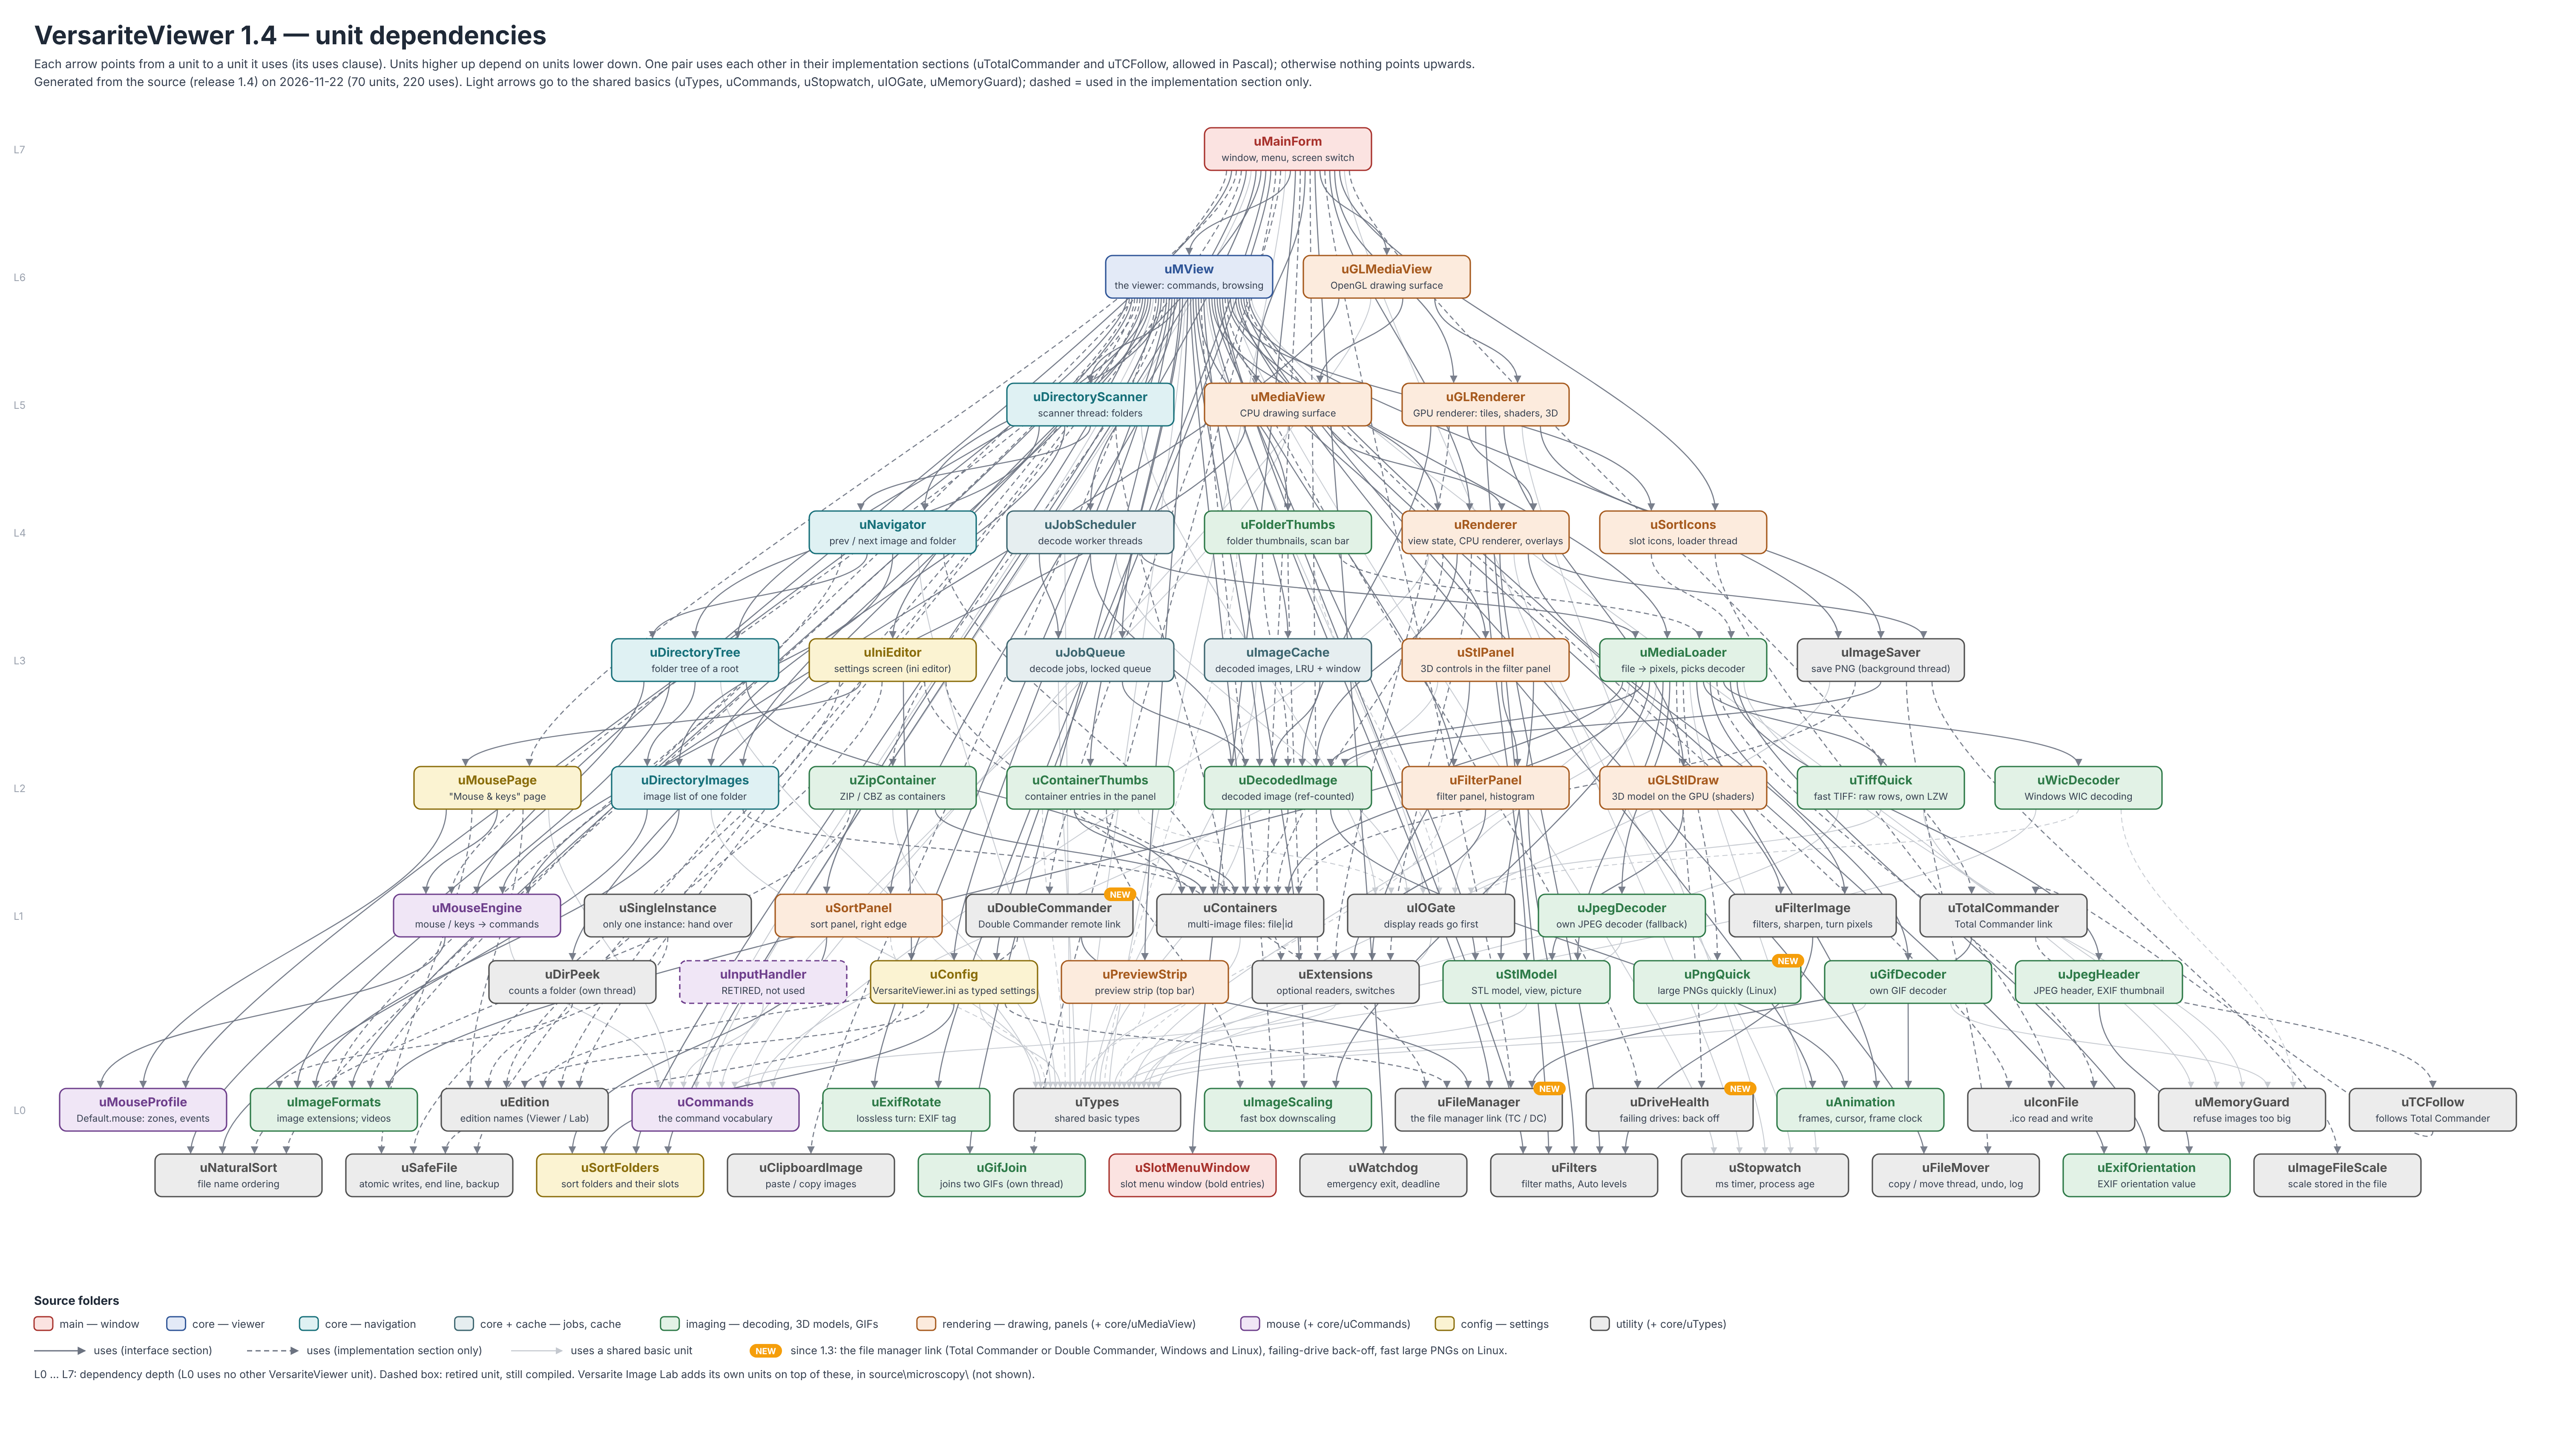 VersariteViewer 1.4 — unit dependencies
Each arrow points from a unit to a unit it uses (its uses clause). Units higher up depend on units lower down. One pair uses each other in their implementation sections (uTotalCommander and uTCFollow, allowed in Pascal); otherwise nothing points upwards.
Generated from the source (release 1.4) on 2026-11-22 (70 units, 220 uses). Light arrows go to the shared basics (uTypes, uCommands, uStopwatch, uIOGate, uMemoryGuard); dashed = used in the implementation section only.
L7
uMainForm
window, menu, screen switch
L6
uMView
the viewer: commands, browsing
uGLMediaView
OpenGL drawing surface
L5
uDirectoryScanner
scanner thread: folders
uMediaView
CPU drawing surface
uGLRenderer
GPU renderer: tiles, shaders, 3D
L4
uNavigator
prev / next image and folder
uJobScheduler
decode worker threads
uFolderThumbs
folder thumbnails, scan bar
uRenderer
view state, CPU renderer, overlays
uSortIcons
slot icons, loader thread
L3
uDirectoryTree
folder tree of a root
uIniEditor
settings screen (ini editor)
uJobQueue
decode jobs, locked queue
uImageCache
decoded images, LRU + window
uStlPanel
3D controls in the filter panel
uMediaLoader
file → pixels, picks decoder
uImageSaver
save PNG (background thread)
L2
uMousePage
"Mouse & keys" page
uDirectoryImages
image list of one folder
uZipContainer
ZIP / CBZ as containers
uContainerThumbs
container entries in the panel
uDecodedImage
decoded image (ref-counted)
uFilterPanel
filter panel, histogram
uGLStlDraw
3D model on the GPU (shaders)
uTiffQuick
fast TIFF: raw rows, own LZW
uWicDecoder
Windows WIC decoding
L1
uMouseEngine
mouse / keys → commands
uSingleInstance
only one instance: hand over
uSortPanel
sort panel, right edge
NEW
uDoubleCommander
Double Commander remote link
uContainers
multi-image files: file|id
uIOGate
display reads go first
uJpegDecoder
own JPEG decoder (fallback)
uFilterImage
filters, sharpen, turn pixels
uTotalCommander
Total Commander link
uDirPeek
counts a folder (own thread)
uInputHandler
RETIRED, not used
uConfig
VersariteViewer.ini as typed settings
uPreviewStrip
preview strip (top bar)
uExtensions
optional readers, switches
uStlModel
STL model, view, picture
NEW
uPngQuick
large PNGs quickly (Linux)
uGifDecoder
own GIF decoder
uJpegHeader
JPEG header, EXIF thumbnail
L0
uMouseProfile
Default.mouse: zones, events
uImageFormats
image extensions; videos
uEdition
edition names (Viewer / Lab)
uCommands
the command vocabulary
uExifRotate
lossless turn: EXIF tag
uTypes
shared basic types
uImageScaling
fast box downscaling
NEW
uFileManager
the file manager link (TC / DC)
NEW
uDriveHealth
failing drives: back off
uAnimation
frames, cursor, frame clock
uIconFile
.ico read and write
uMemoryGuard
refuse images too big
uTCFollow
follows Total Commander
uNaturalSort
file name ordering
uSafeFile
atomic writes, end line, backup
uSortFolders
sort folders and their slots
uClipboardImage
paste / copy images
uGifJoin
joins two GIFs (own thread)
uSlotMenuWindow
slot menu window (bold entries)
uWatchdog
emergency exit, deadline
uFilters
filter maths, Auto levels
uStopwatch
ms timer, process age
uFileMover
copy / move thread, undo, log
uExifOrientation
EXIF orientation value
uImageFileScale
scale stored in the file
Source folders
main — window
core — viewer
core — navigation
core + cache — jobs, cache
imaging — decoding, 3D models, GIFs
rendering — drawing, panels (+ core/uMediaView)
mouse (+ core/uCommands)
config — settings
utility (+ core/uTypes)
uses (interface section)
uses (implementation section only)
uses a shared basic unit
NEW
since 1.3: the file manager link (Total Commander or Double Commander, Windows and Linux), failing-drive back-off, fast large PNGs on Linux.
L0 ... L7: dependency depth (L0 uses no other VersariteViewer unit). Dashed box: retired unit, still compiled. Versarite Image Lab adds its own units on top of these, in source\microscopy\ (not shown).